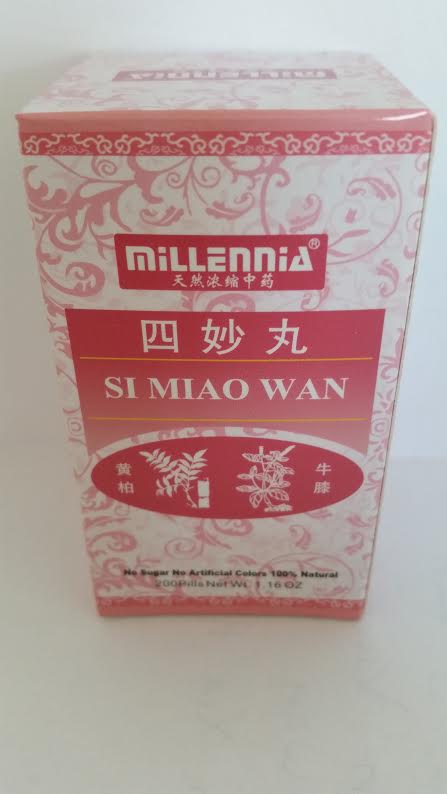 MILLENNIA
MILLENNIA®
天然浓缩中药
四妙丸
SI MIAO WAN
黄柏
牛膝
No Sugar No Artificial Colors 100% Natural
200Pills Net Wt. 1.16 OZ